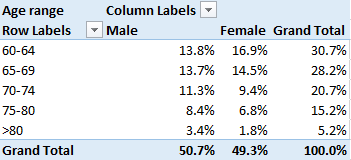 Age range Column Labels
Row Labels Male Female Grand Total
60-64 13.8% 16.9% 30.7%
65-69 13.7% 14.5% 28.2%
70-74 11.3% 9.4% 20.7%
75-80 8.4% 6.8% 15.2%
>80 3.4% 1.8% 5.2%
Grand Total 50.7% 49.3% 100.0%